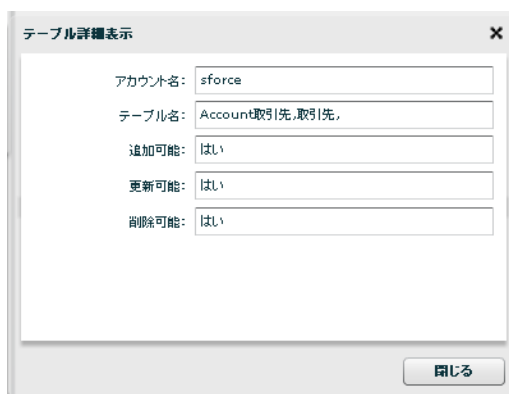 テーブル詳細表示
アカウント名: sforce
テーブル名: Account取引先,取引先,
追加可能: はい
更新可能: はい
削除可能: はい
閉じる